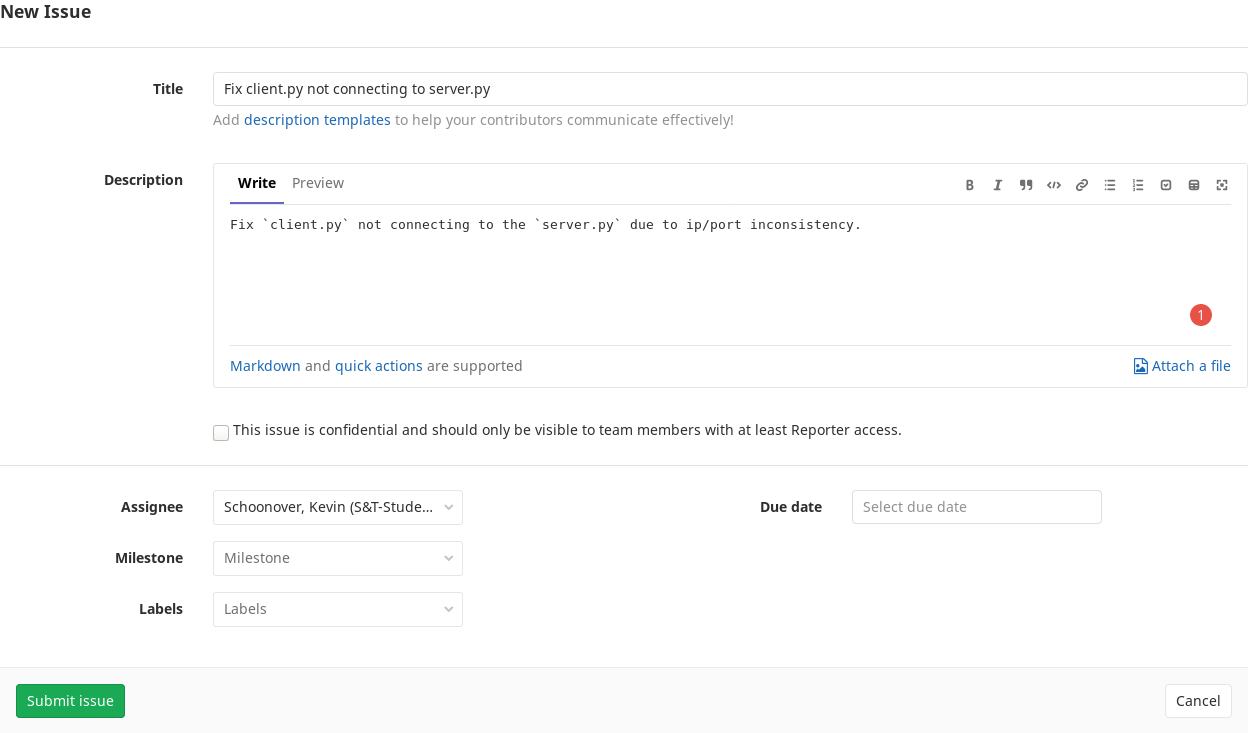 New Issue
Title
Fix client.py not connecting to server.py
Add description templates to help your contributors communicate effectively!
Description
Write Preview
Fix `client.py` not connecting to the `server.py` due to ip/port inconsistency.
1
Markdown and quick actions are supported
Attach a file
This issue is confidential and should only be visible to team members with at least Reporter access.
Assignee
Schoonover, Kevin (S&T-Stude...
Due date
Select due date
Milestone
Milestone
Labels
Labels
Submit issue
Cancel